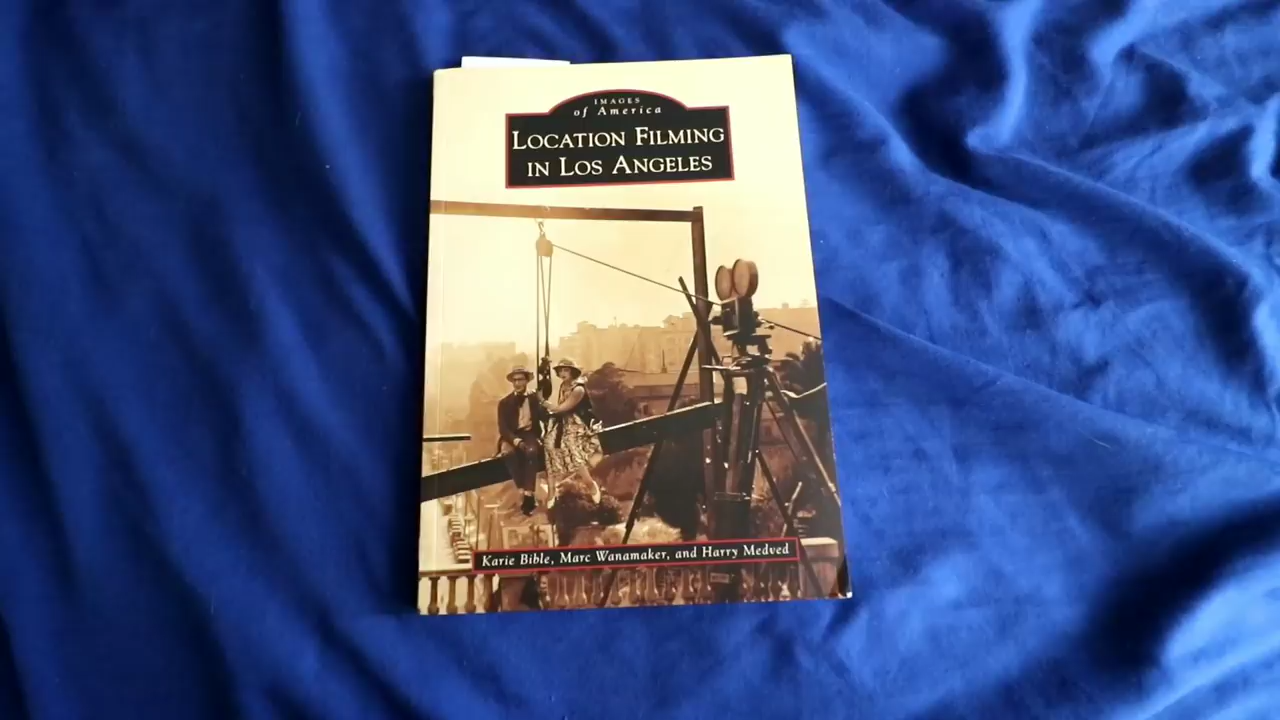 IMAGES
of America
LOCATION FILMING
IN LOS ANGELES
Karie Bible, Marc Wanamaker, and Harry Medved